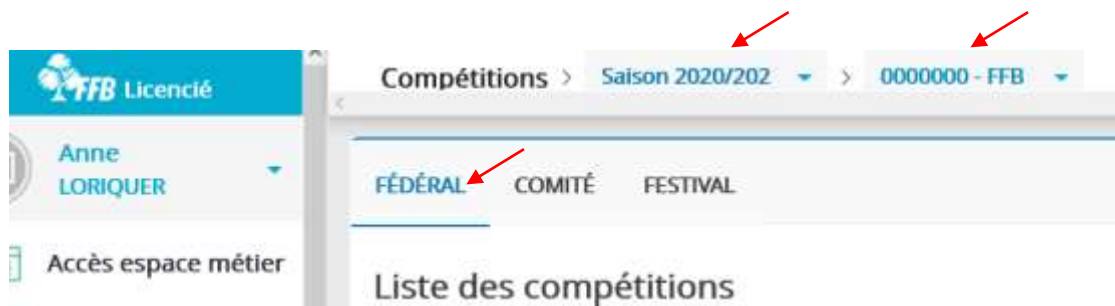 FFB Licencié
Compétitions > Saison 2020/202 > 0000000 - FFB
Anne
LORIQUER
FÉDÉRAL COMITÉ FESTIVAL
Accès espace métier
Liste des compétitions